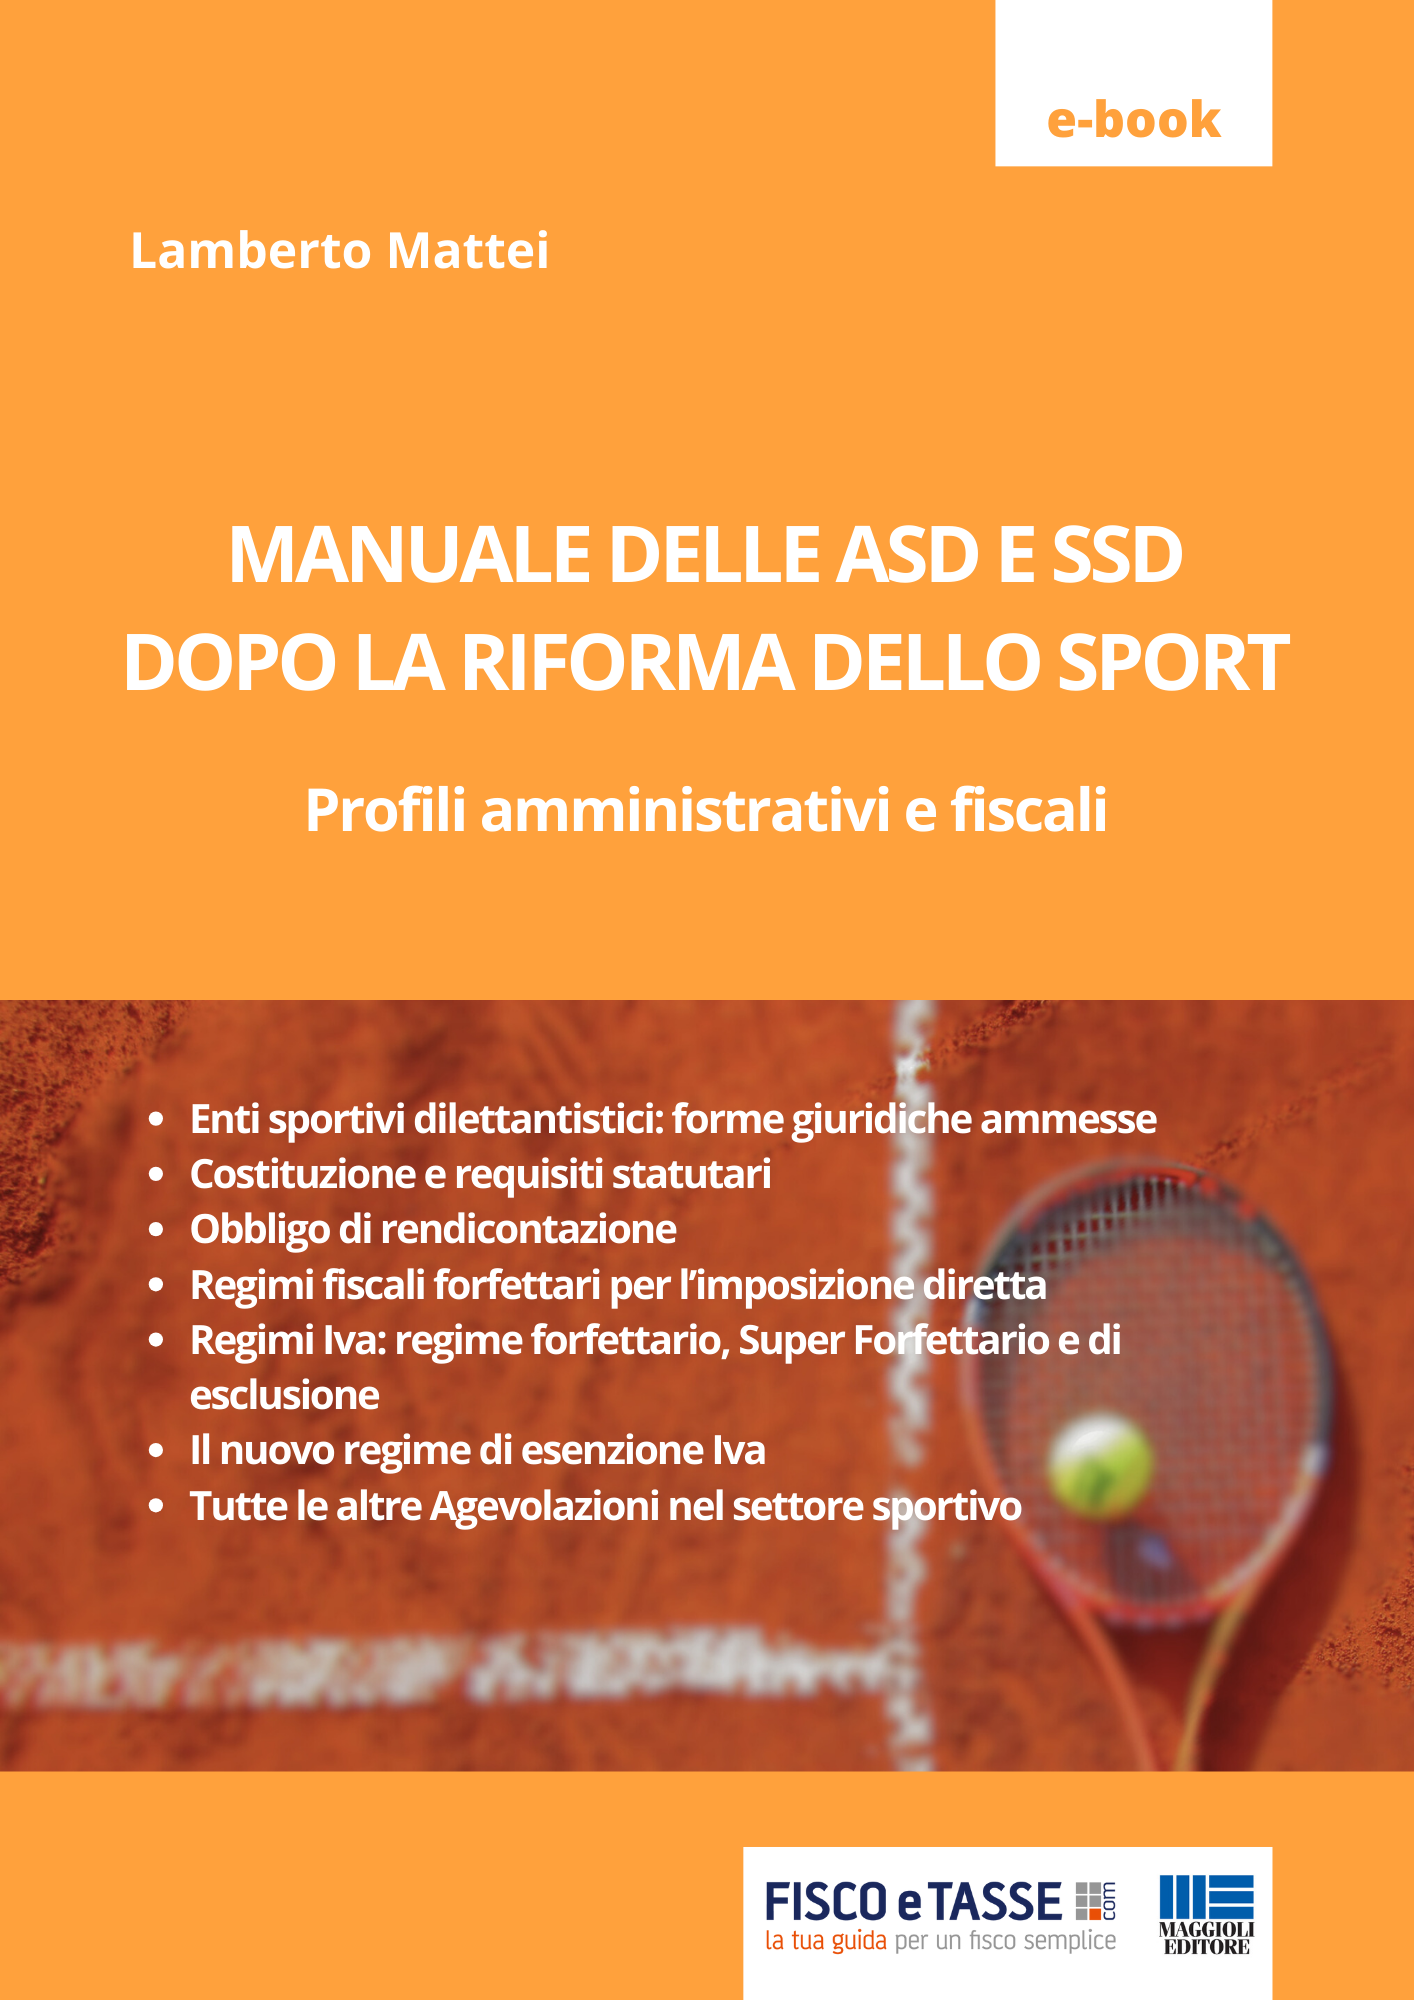 e-book
Lamberto Mattei
MANUALE DELLE ASD E SSD
DOPO LA RIFORMA DELLO SPORT
Profili amministrativi e fiscali
• Enti sportivi dilettantistici: forme giuridiche ammesse
• Costituzione e requisiti statutari
• Obbligo di rendicontazione
• Regimi fiscali forfettari per l’imposizione diretta
• Regimi Iva: regime forfettario, Super Forfettario e di
esclusione
• Il nuovo regime di esenzione Iva
• Tutte le altre Agevolazioni nel settore sportivo
FISCO e TASSE .com
la tua guida per un fisco semplice
MAGGIOLI
EDITORE